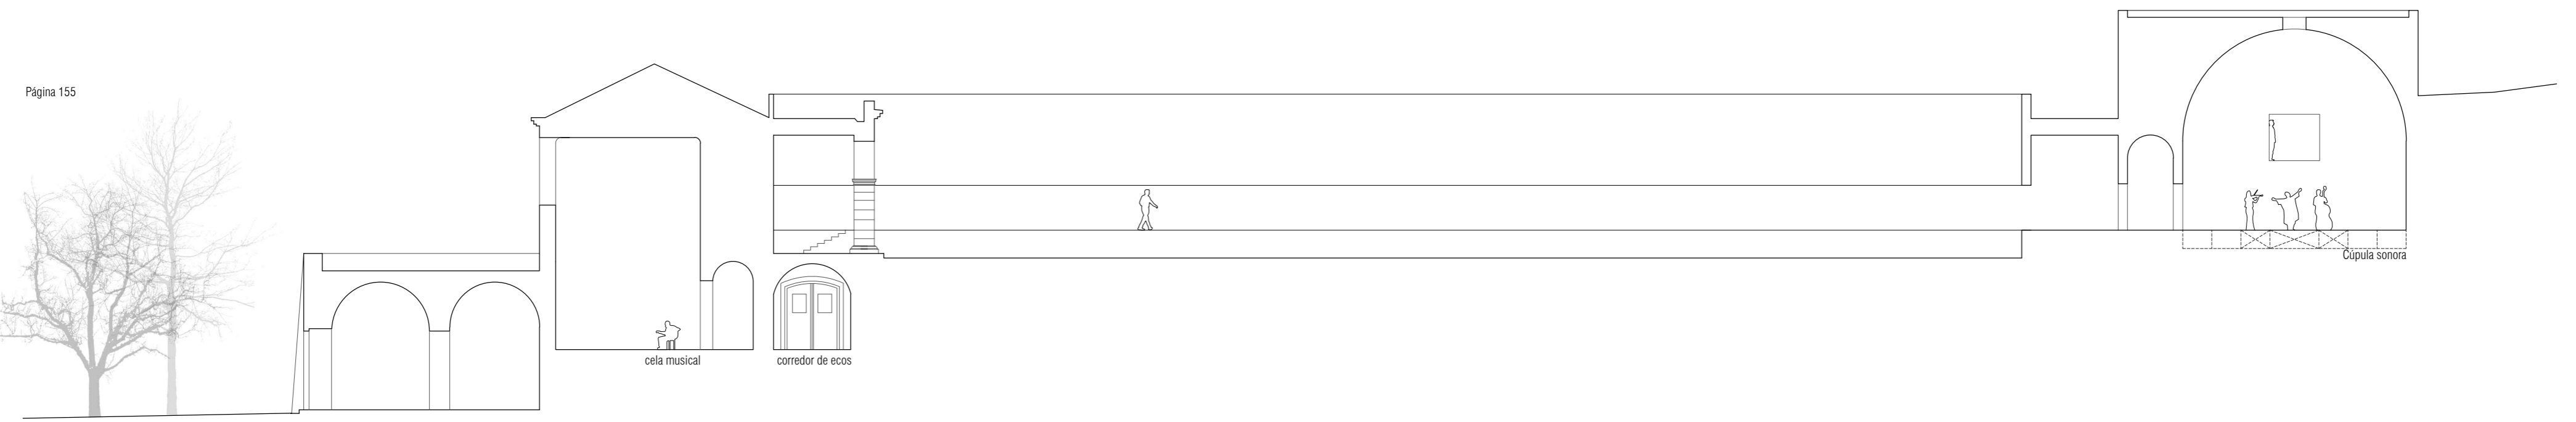 Página 155
cela musical
corredor de ecos
Cúpula sonora